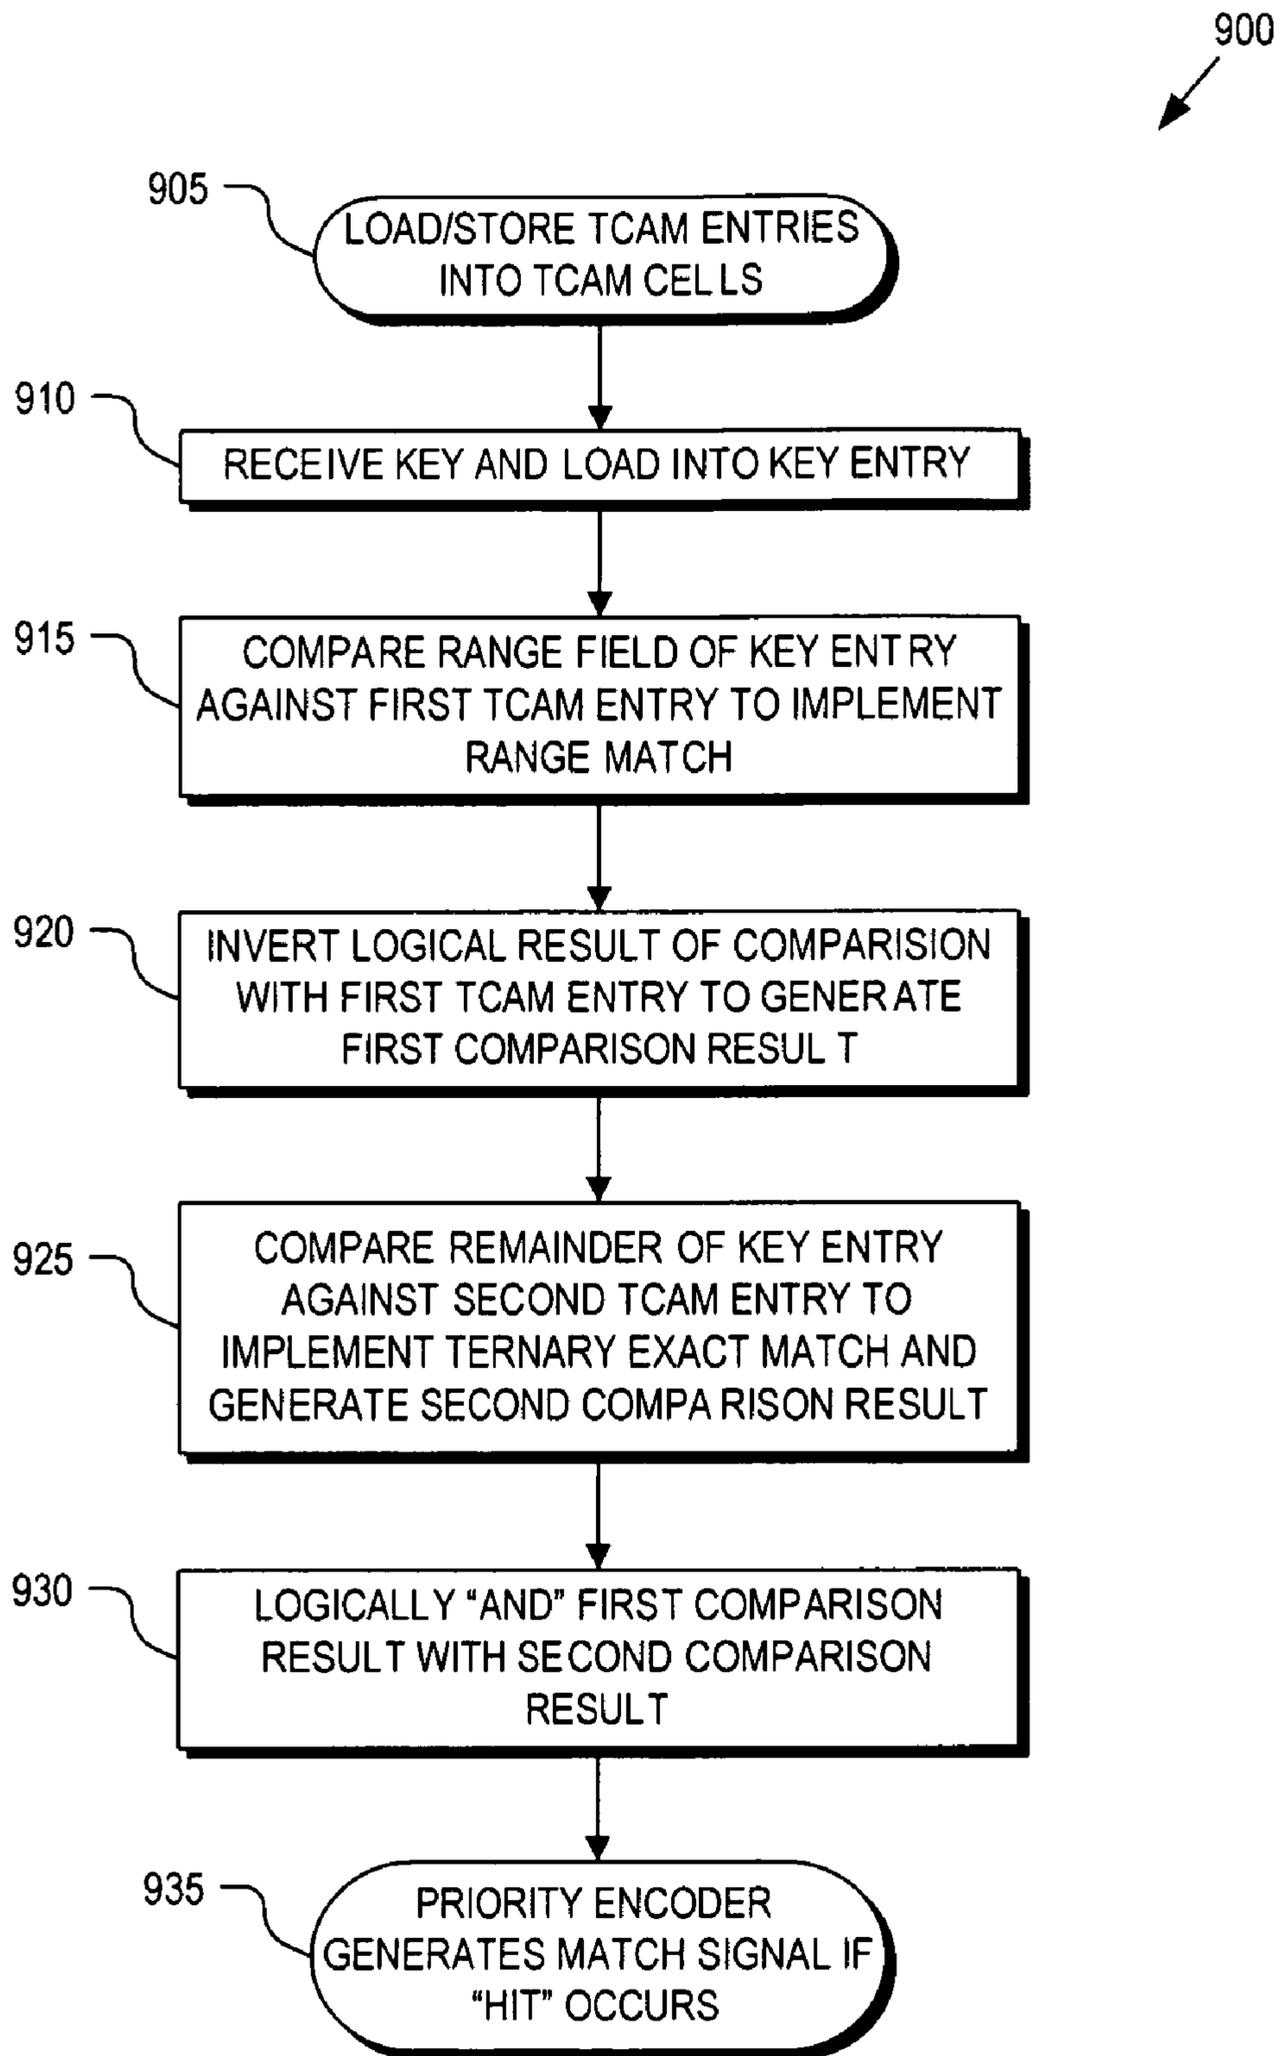 900
905
LOAD/STORE TCAM ENTRIES
INTO TCAM CELLS
910
RECEIVE KEY AND LOAD INTO KEY ENTRY
915
COMPARE RANGE FIELD OF KEY ENTRY
AGAINST FIRST TCAM ENTRY TO IMPLEMENT
RANGE MATCH
920
INVERT LOGICAL RESULT OF COMPARISION
WITH FIRST TCAM ENTRY TO GENERATE
FIRST COMPARISON RESULT
925
COMPARE REMAINDER OF KEY ENTRY
AGAINST SECOND TCAM ENTRY TO
IMPLEMENT TERNARY EXACT MATCH AND
GENERATE SECOND COMPARISON RESULT
930
LOGICALLY “AND” FIRST COMPARISON
RESULT WITH SECOND COMPARISON
RESULT
935
PRIORITY ENCODER
GENERATES MATCH SIGNAL IF
“HIT” OCCURS